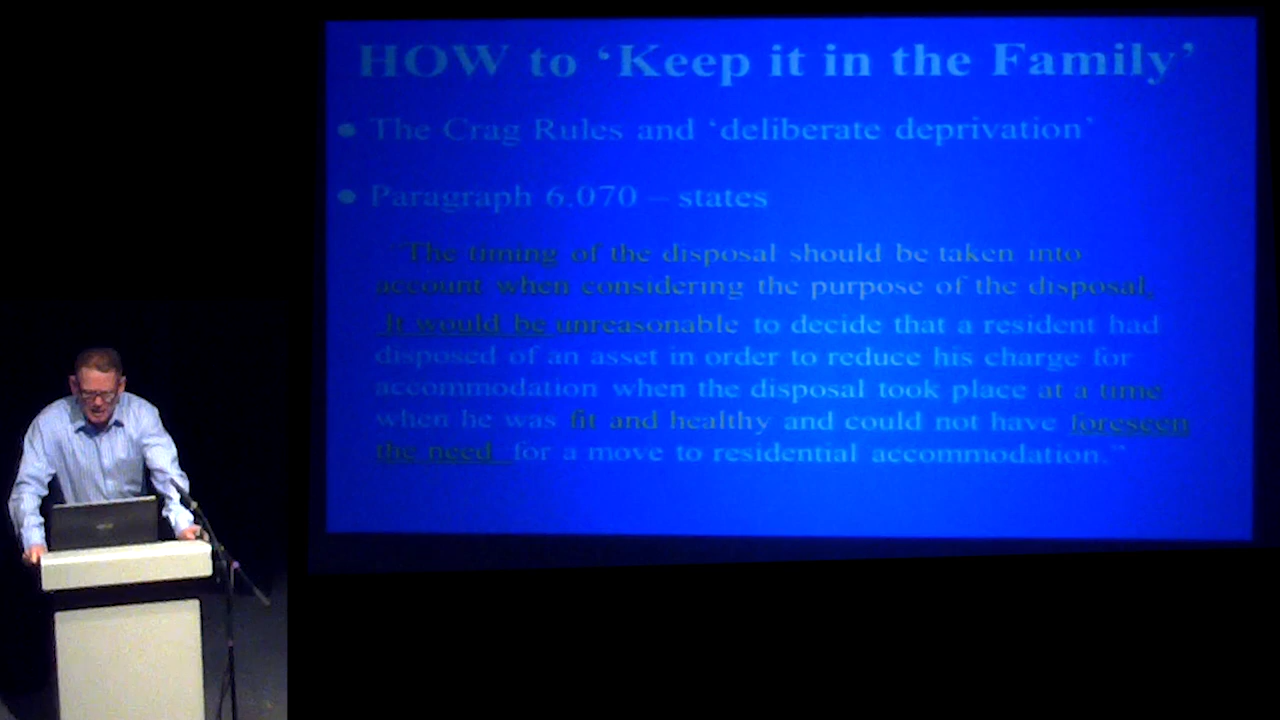 HOW to ‘Keep it in the Family’
The Crag Rules and ‘deliberate deprivation’
Paragraph 6.070 – states
“The timing of the disposal should be taken into
account when considering the purpose of the disposal,
It would be unreasonable to decide that a resident had
disposed of an asset in order to reduce his charge for
accommodation when the disposal took place at a time
when he was fit and healthy and could not have foreseen
the need for a move to residential accommodation.”